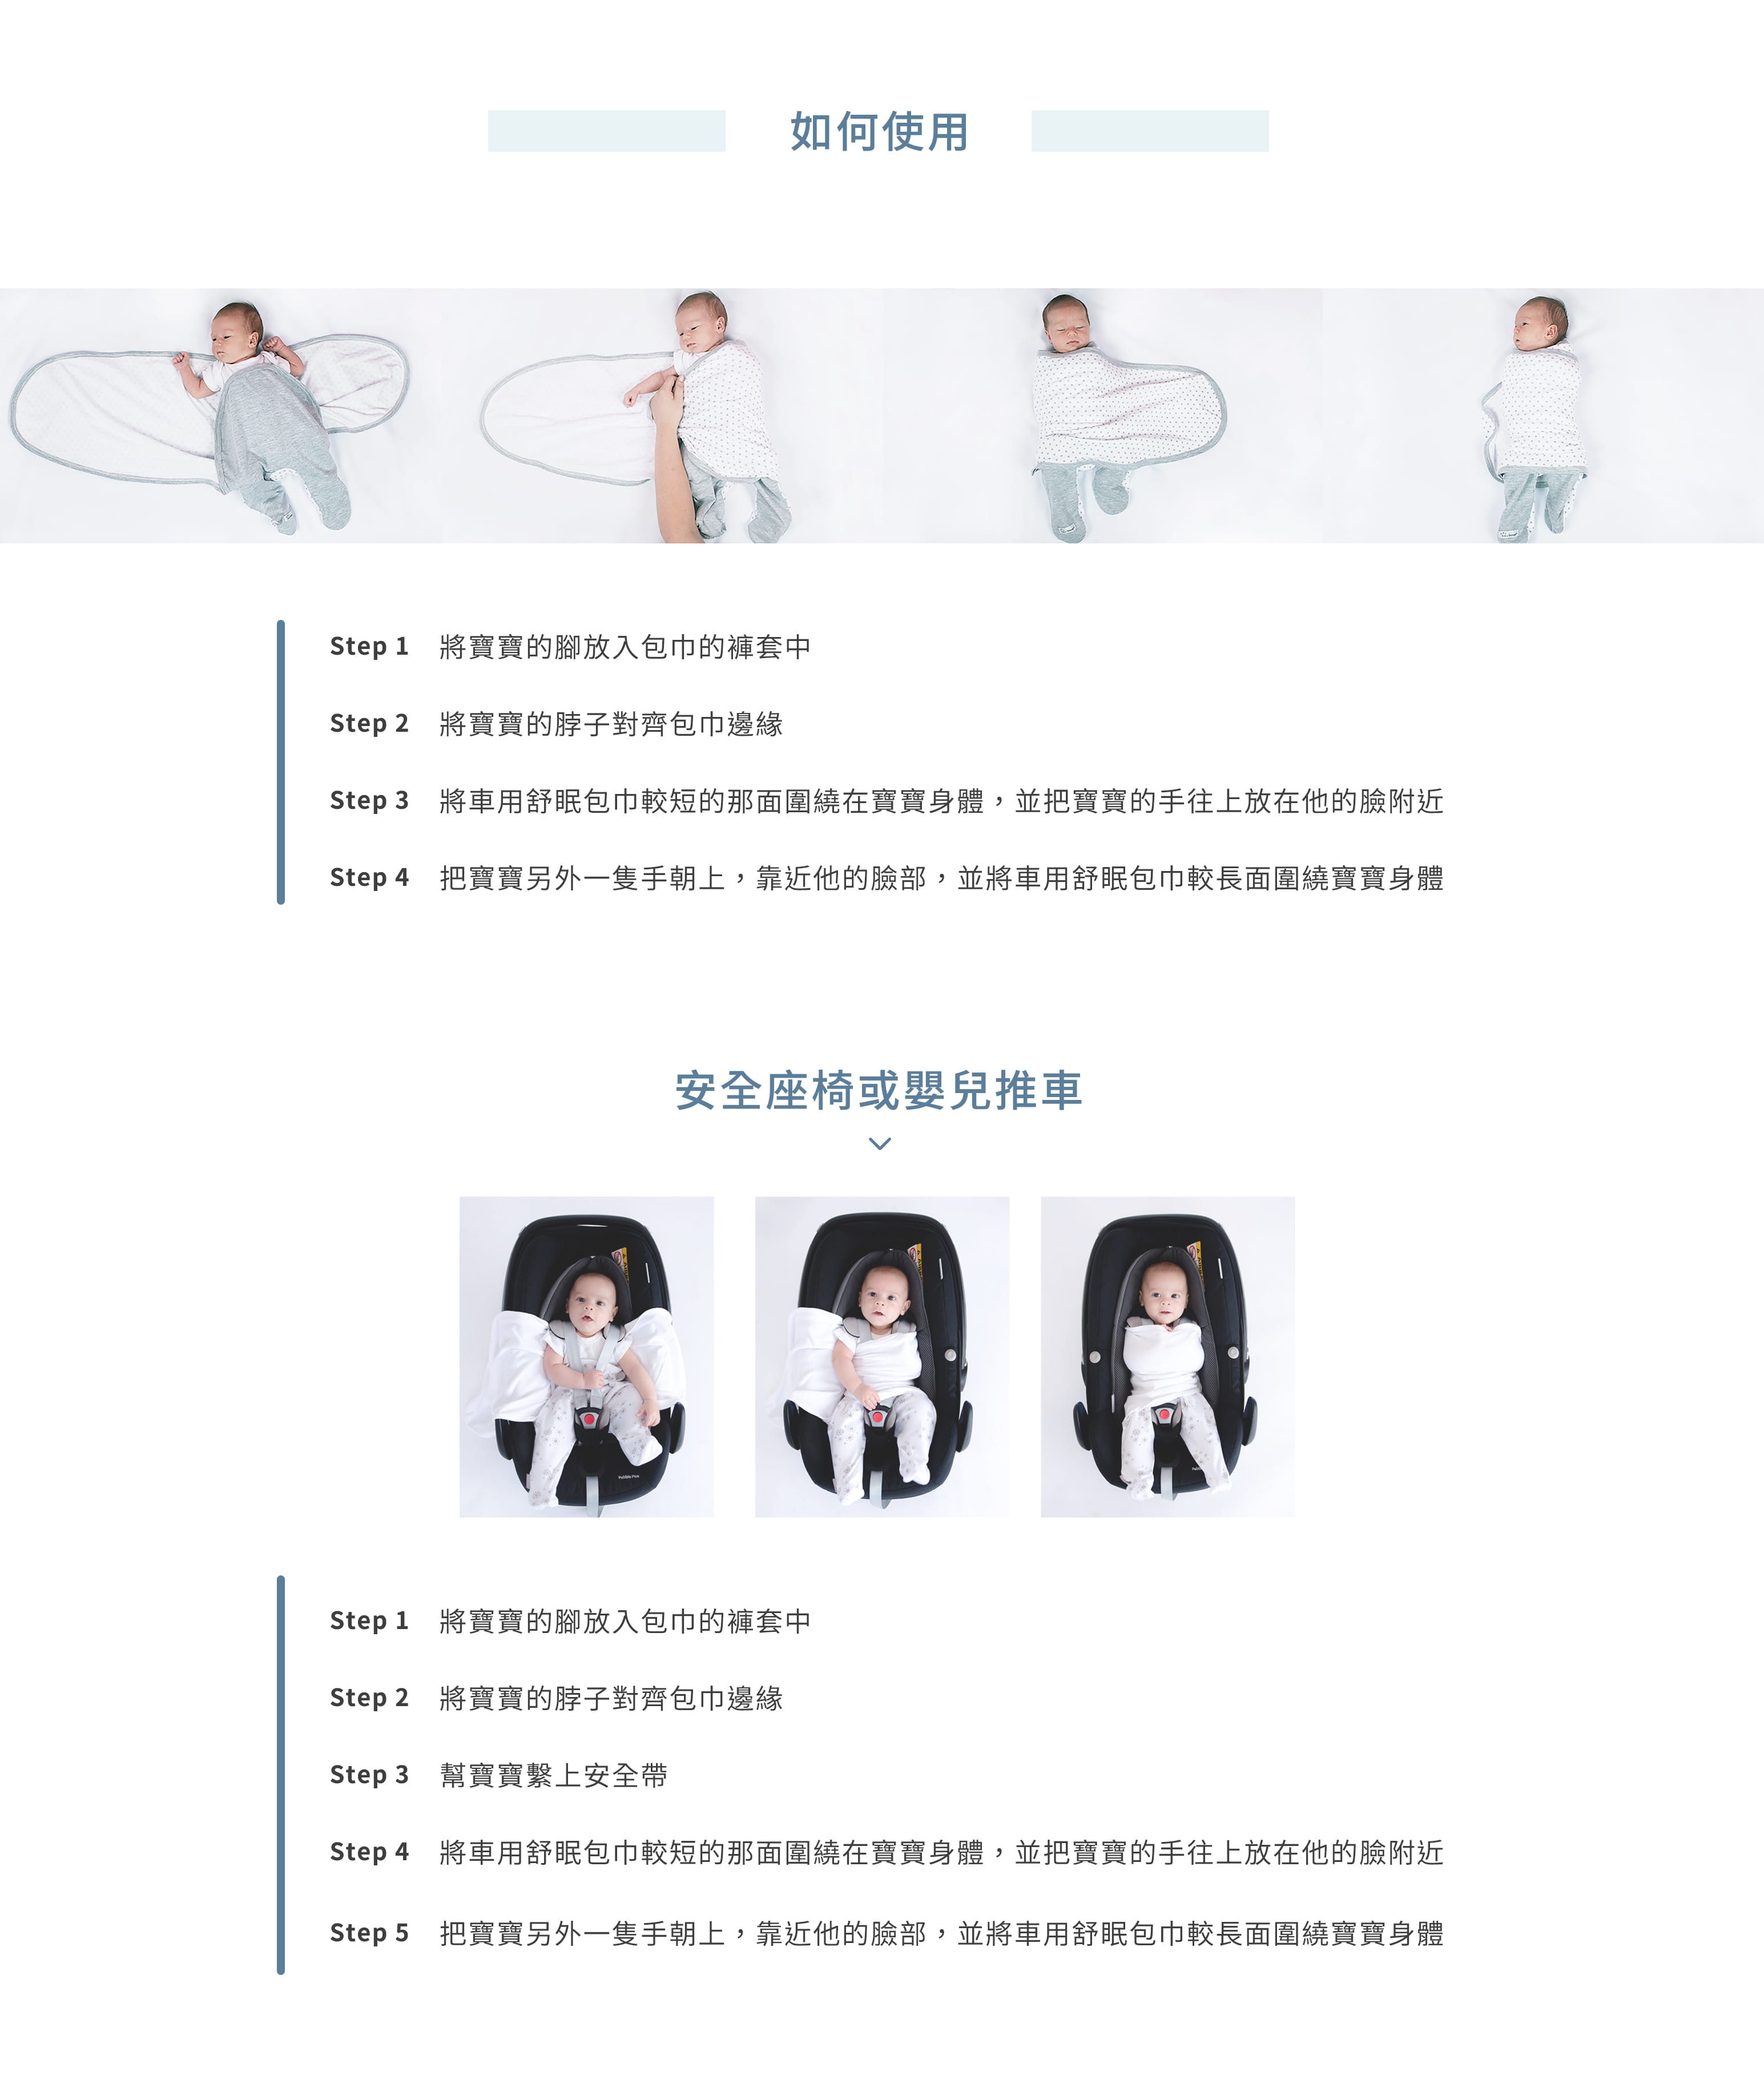 如何使用
Step 1 將寶寶的腳放入包巾的褲套中
Step 2 將寶寶的脖子對齊包巾邊緣
Step 3 將車用舒眠包巾較短的那面圍繞在寶寶身體，並把寶寶的手往上放在他的臉附近
Step 4 把寶寶另外一隻手朝上，靠近他的臉部，並將車用舒眠包巾較長面圍繞寶寶身體
安全座椅或嬰兒推車
Step 1 將寶寶的腳放入包巾的褲套中
Step 2 將寶寶的脖子對齊包巾邊緣
Step 3 幫寶寶繫上安全帶
Step 4 將車用舒眠包巾較短的那面圍繞在寶寶身體，並把寶寶的手往上放在他的臉附近
Step 5 把寶寶另外一隻手朝上，靠近他的臉部，並將車用舒眠包巾較長面圍繞寶寶身體